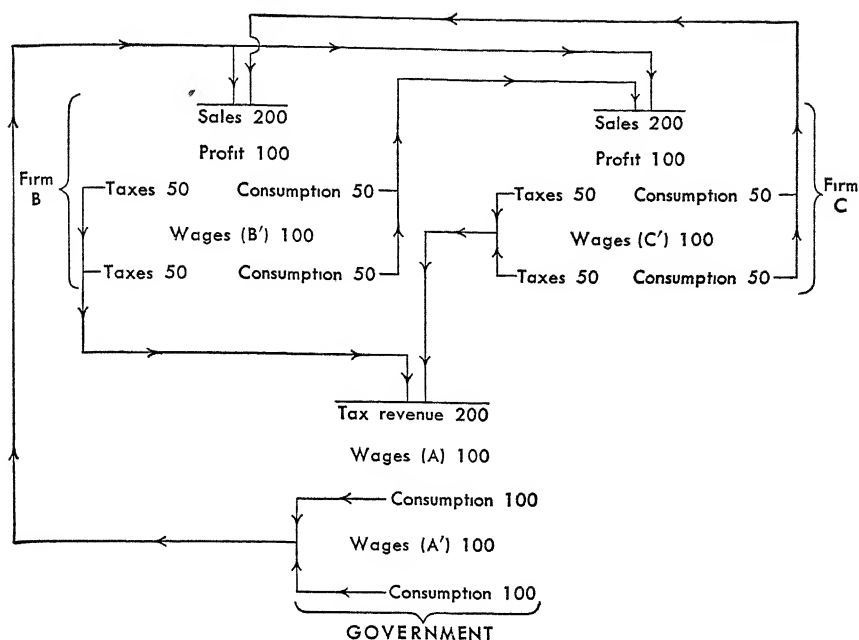 Sales 200
Profit 100
Firm
B
Taxes 50 Consumption 50
Wages (B′) 100
Taxes 50 Consumption 50
Sales 200
Profit 100
Taxes 50 Consumption 50
Firm
C
Wages (C′) 100
Taxes 50 Consumption 50
Tax revenue 200
Wages (A) 100
Consumption 100
Wages (A′) 100
Consumption 100
GOVERNMENT